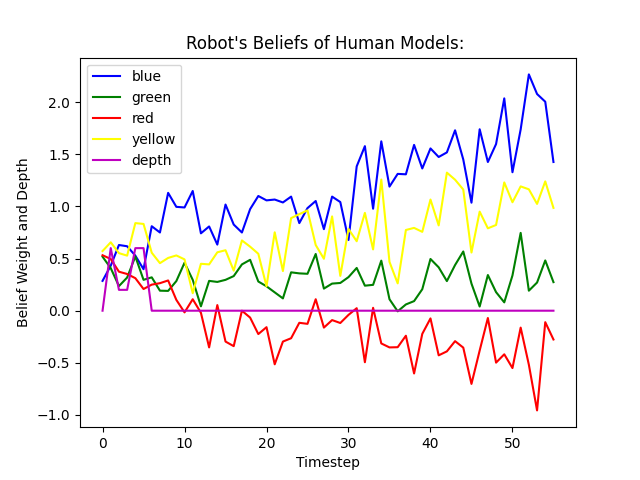 Robot's Beliefs of Human Models:
blue
green
red
yellow
depth
Belief Weight and Depth
2.0
1.5
1.0
0.5
0.0
−0.5
−1.0
0
10
20
30
40
50
Timestep